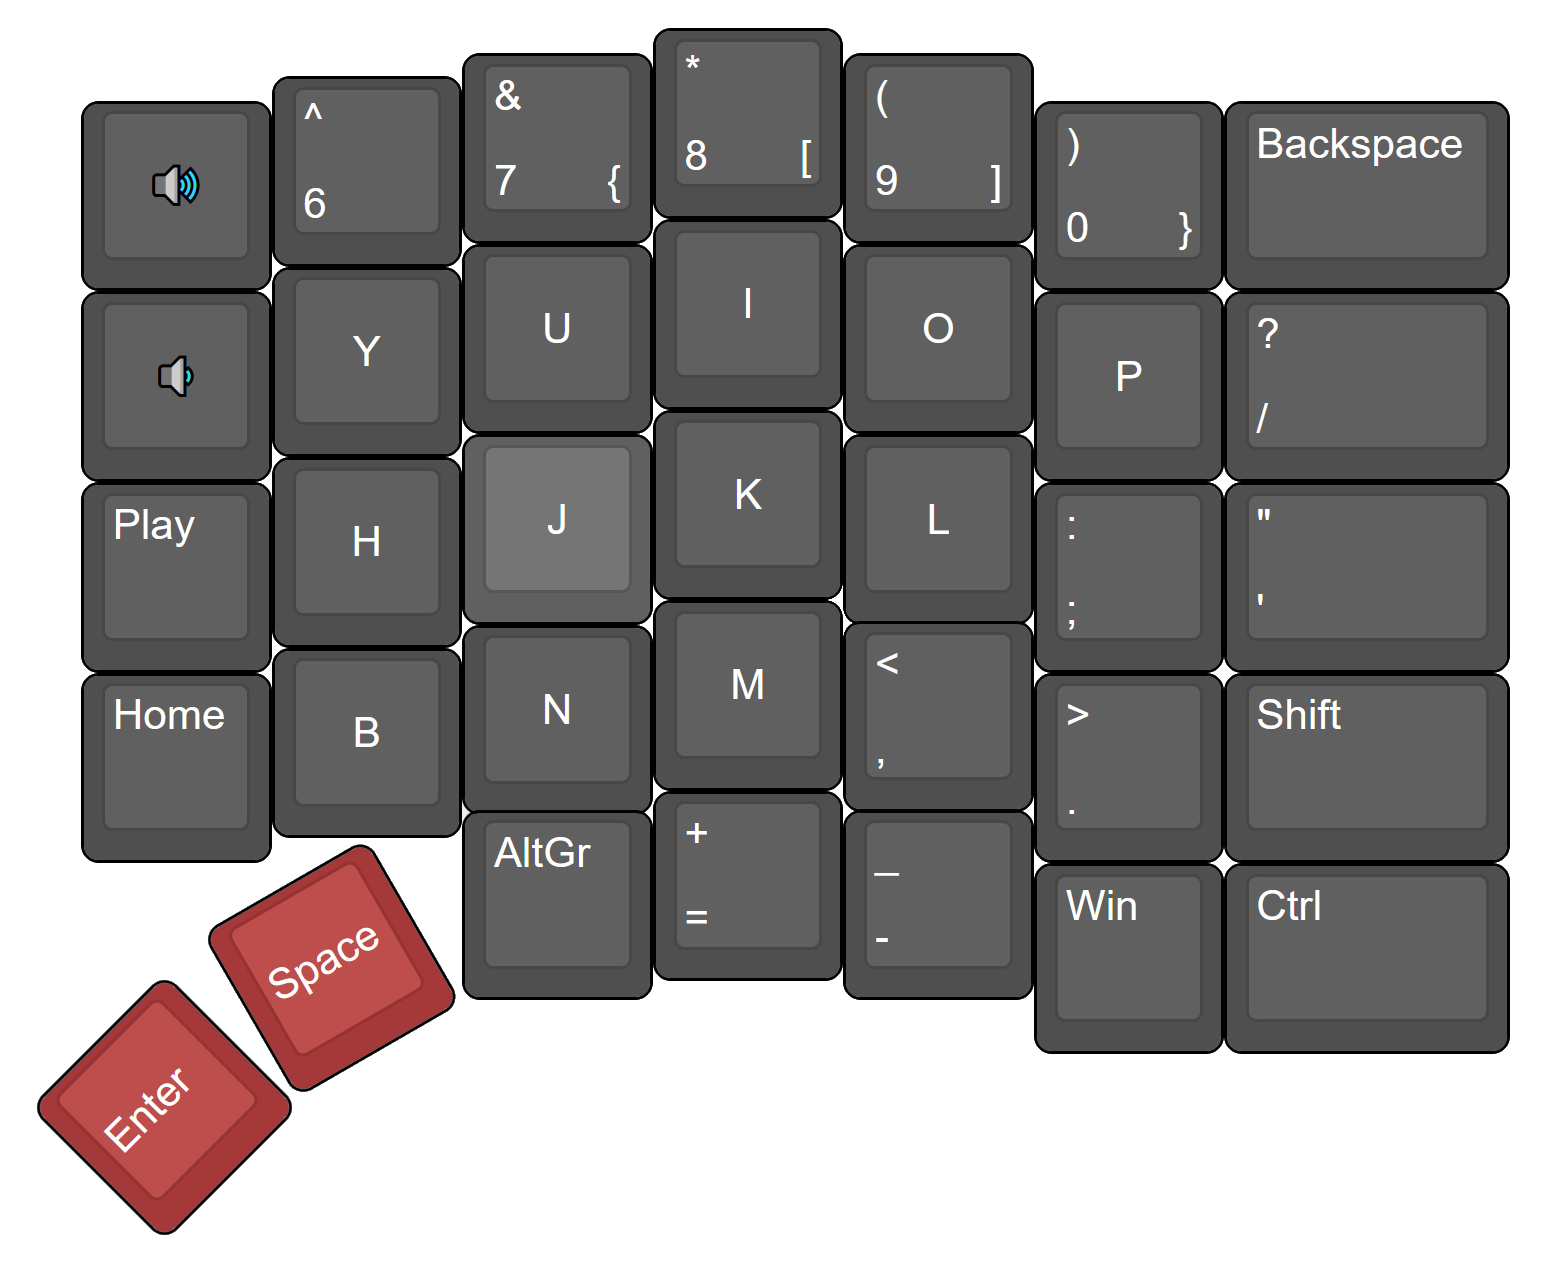 ^
6
&
7 {
*
8 [
(
9 ]
)
0 }
Backspace
Y
U
I
O
P
?
/
Play
H
J
K
L
:
;
"
'
Home
B
N
M
<
,
>
.
Shift
Space
AltGr
+
=
_
-
Win
Ctrl
Enter